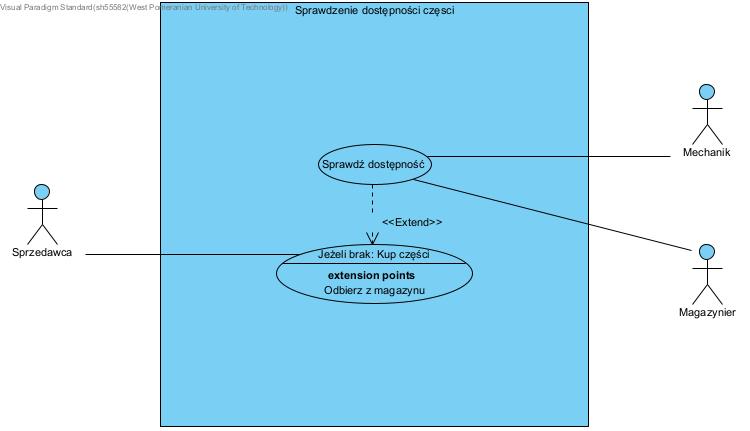 Visual Paradigm Standard(sh55582(West Pomeranian University of Technology))
Sprawdzenie dostępności częsci
Mechanik
Sprawdź dostępność
<<Extend>>
Sprzedawca
Jeżeli brak: Kup części
extension points
Odbierz z magazynu
Magazynier